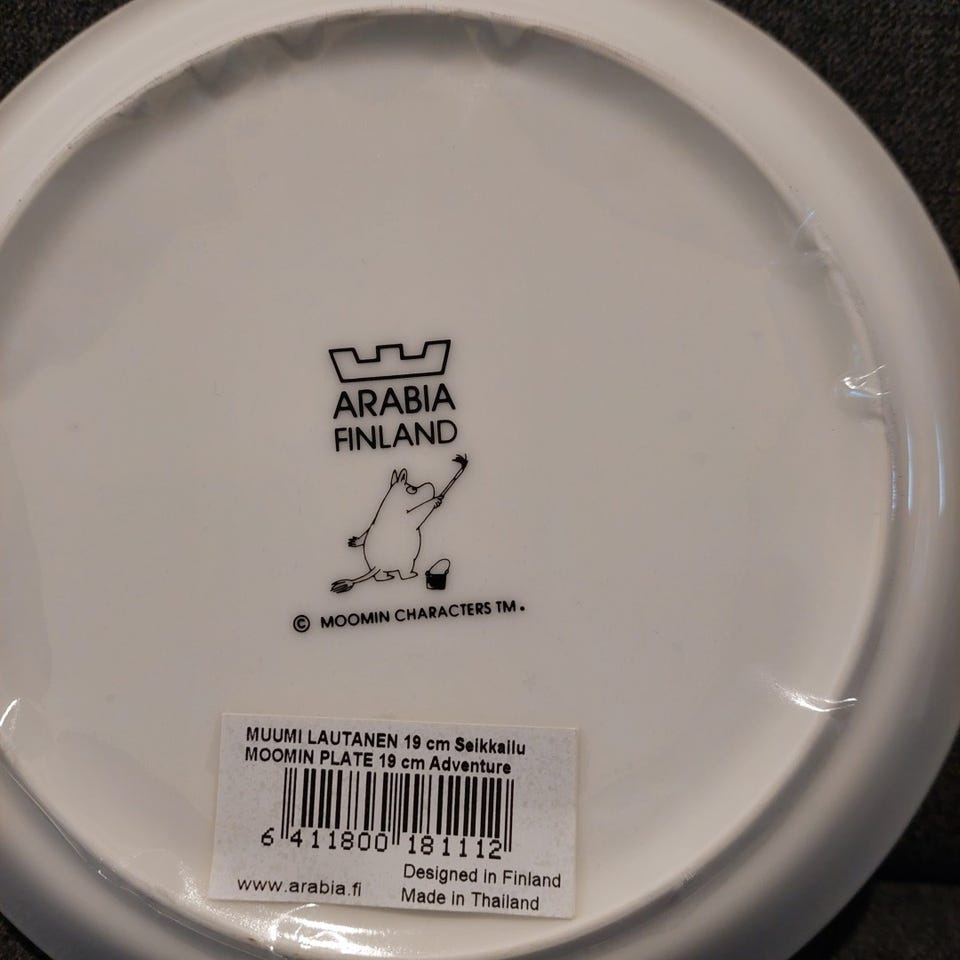 ARABIA
FINLAND
© MOOMIN CHARACTERS TM.
MUUMI LAUTANEN 19 cm Seikkailu
MOOMIN PLATE 19 cm Adventure
6 411800 181112
Designed in Finland
www.arabia.fi Made in Thailand